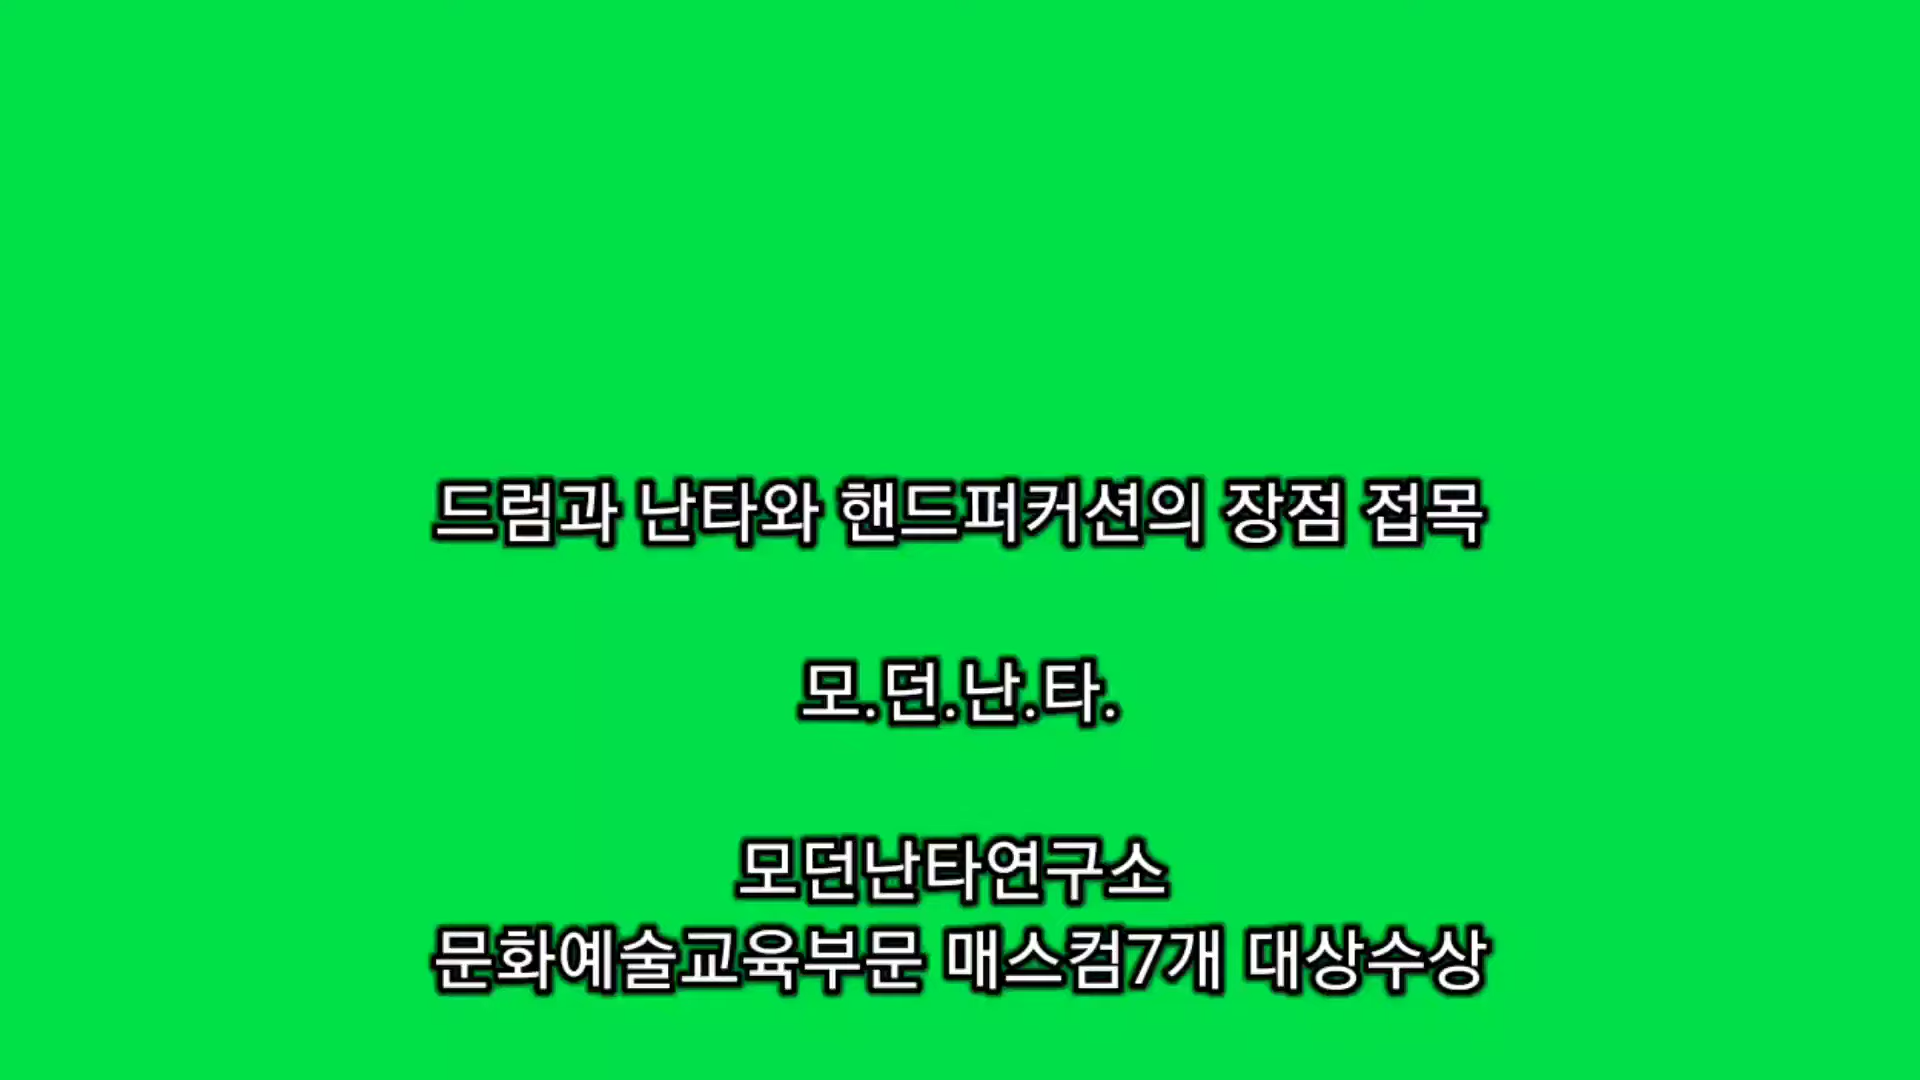 드럼과 난타와 핸드퍼커션의 장점 접목
모.던.난.타.
모던난타연구소
문화예술교육부문 매스컴7개 대상수상